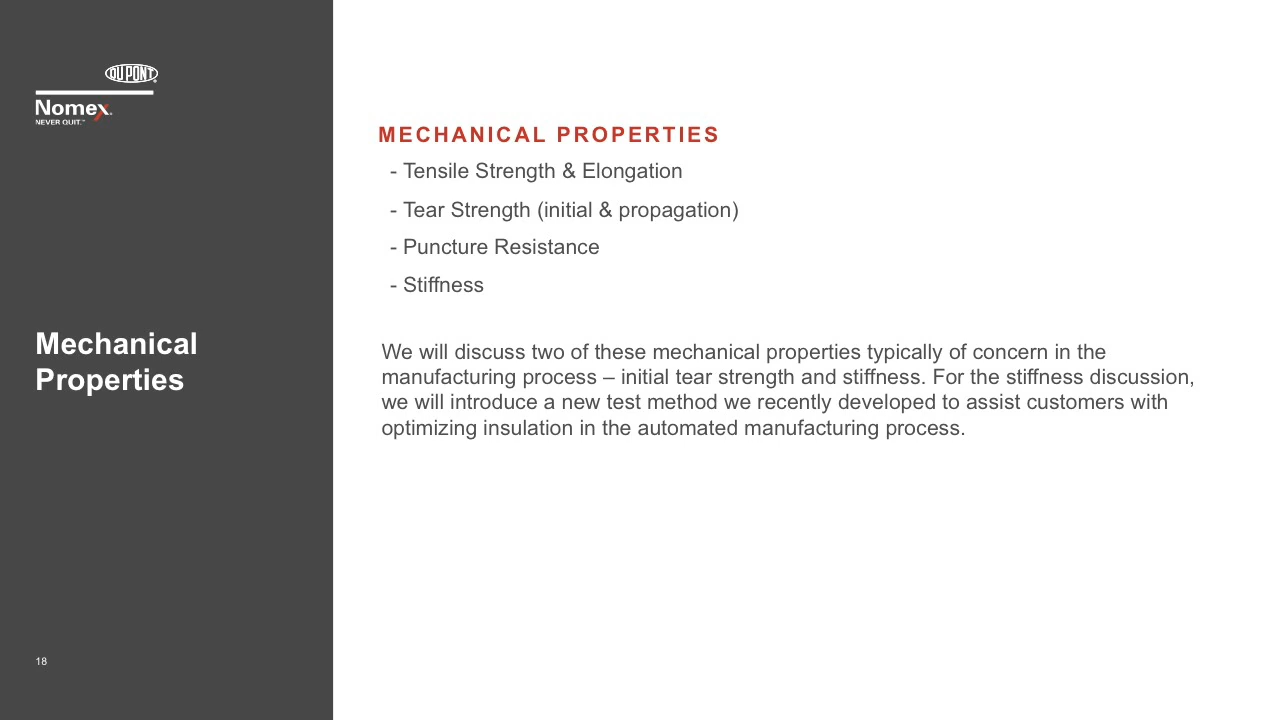 DU PONT®
Nomex®
NEVER QUIT.™
Mechanical
Properties
18
MECHANICAL PROPERTIES
- Tensile Strength & Elongation
- Tear Strength (initial & propagation)
- Puncture Resistance
- Stiffness
We will discuss two of these mechanical properties typically of concern in the
manufacturing process – initial tear strength and stiffness. For the stiffness discussion,
we will introduce a new test method we recently developed to assist customers with
optimizing insulation in the automated manufacturing process.